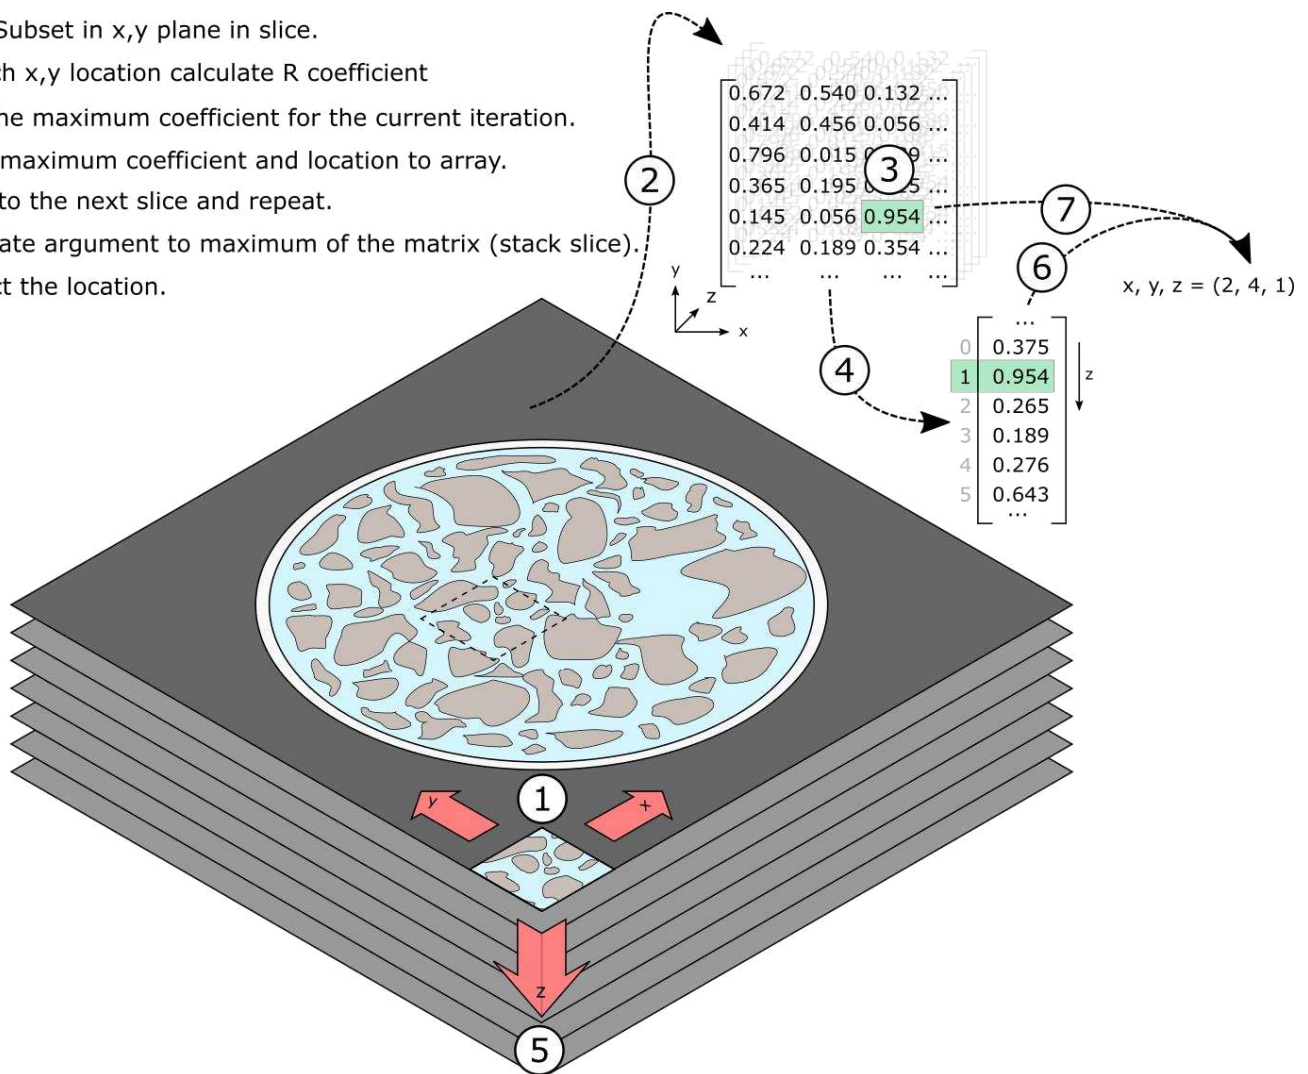 Subset in x,y plane in slice.
x,y location calculate R coefficient
maximum coefficient for the current iteration.
maximum coefficient and location to array.
to the next slice and repeat.
argument to maximum of the matrix (stack slice).
the location.
2
0.672 0.540 0.132 ...
0.414 0.456 0.056 ...
0.796 0.015 ...
3
0.365 0.195 ...
0.145 0.056 0.954 ...
0.224 0.189 0.354 ...
... ... ... ...
7
6
x, y, z = (2, 4, 1)
y
z
x
4
...
0 0.375
1 0.954
2 0.265
3 0.189
4 0.276
5 0.643
...
z
1
y
x
z
5